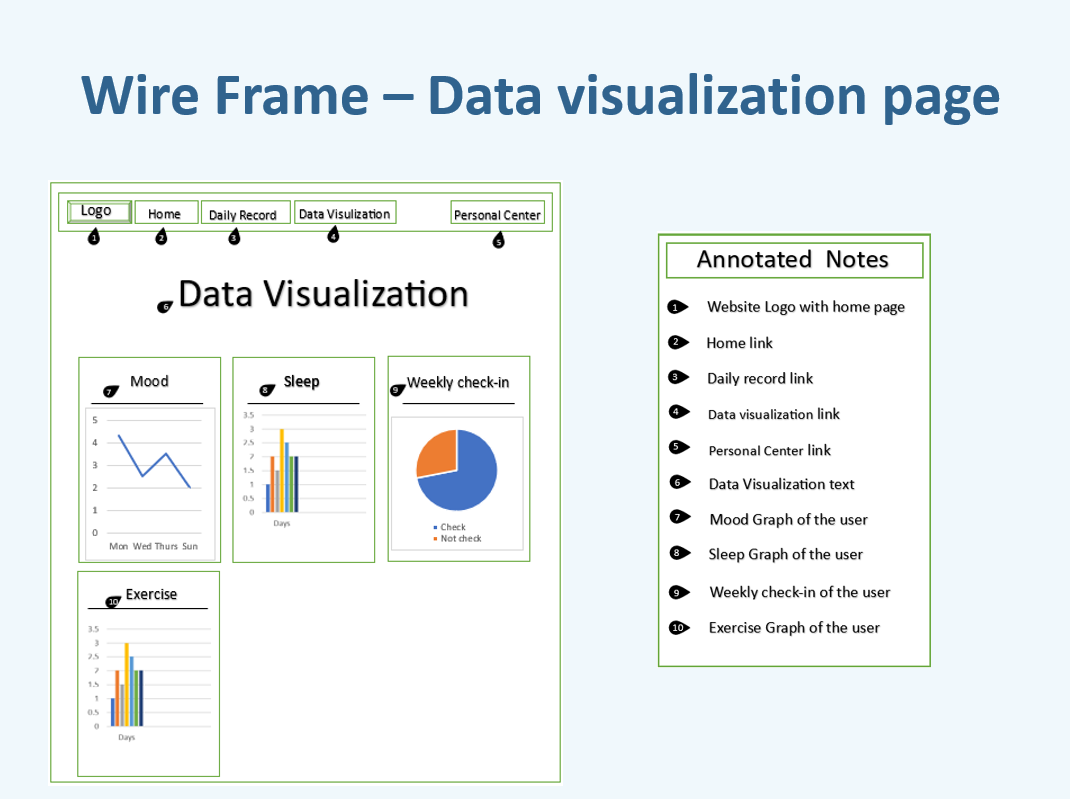 Wire Frame – Data visualization page
Logo
Home
Daily Record
Data Visulization
Personal Center
1
2
3
4
5
6
Data Visualization
7
Mood
5
4
3
2
1
0
Mon Wed Thurs Sun
8
Sleep
3.5
3
2.5
2
1.5
1
0.5
0
Days
9
Weekly check-in
Check
Not check
10
Exercise
3.5
3
2.5
2
1.5
1
0.5
0
Days
Annotated Notes
1 Website Logo with home page
2 Home link
3 Daily record link
4 Data visualization link
5 Personal Center link
6 Data Visualization text
7 Mood Graph of the user
8 Sleep Graph of the user
9 Weekly check-in of the user
10 Exercise Graph of the user